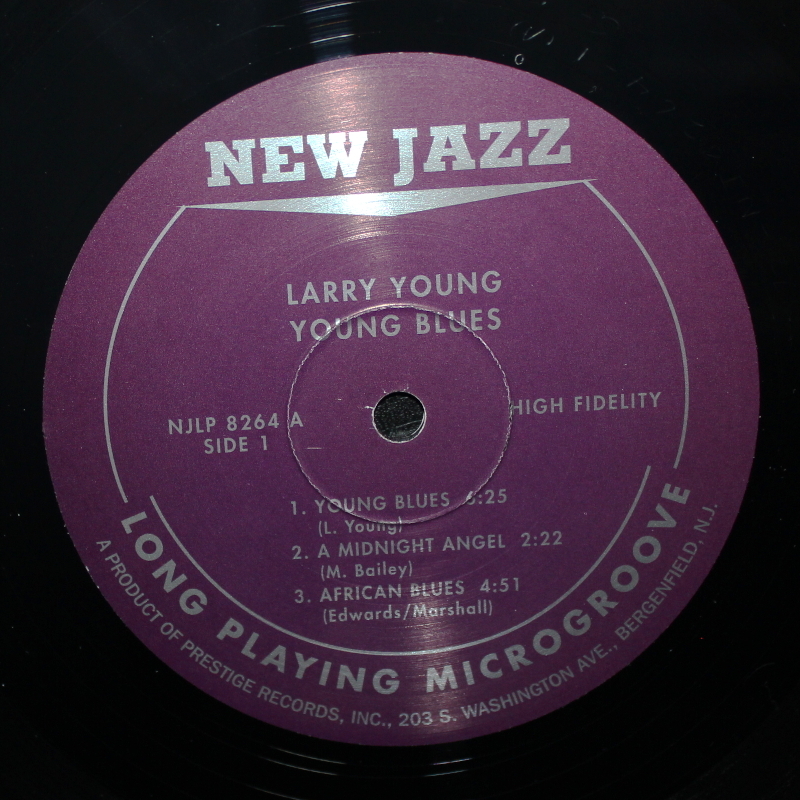 NEW JAZZ
LARRY YOUNG
YOUNG BLUES
NJLP 8264 A
SIDE 1
HIGH FIDELITY
1. YOUNG BLUES 6:25
(L. Young)
2. A MIDNIGHT ANGEL 2:22
(M. Bailey)
3. AFRICAN BLUES 4:51
(Edwards/Marshall)
LONG PLAYING MICROGROOVE
A PRODUCT OF PRESTIGE RECORDS, INC., 203 S. WASHINGTON AVE., BERGENFIELD, N.J.